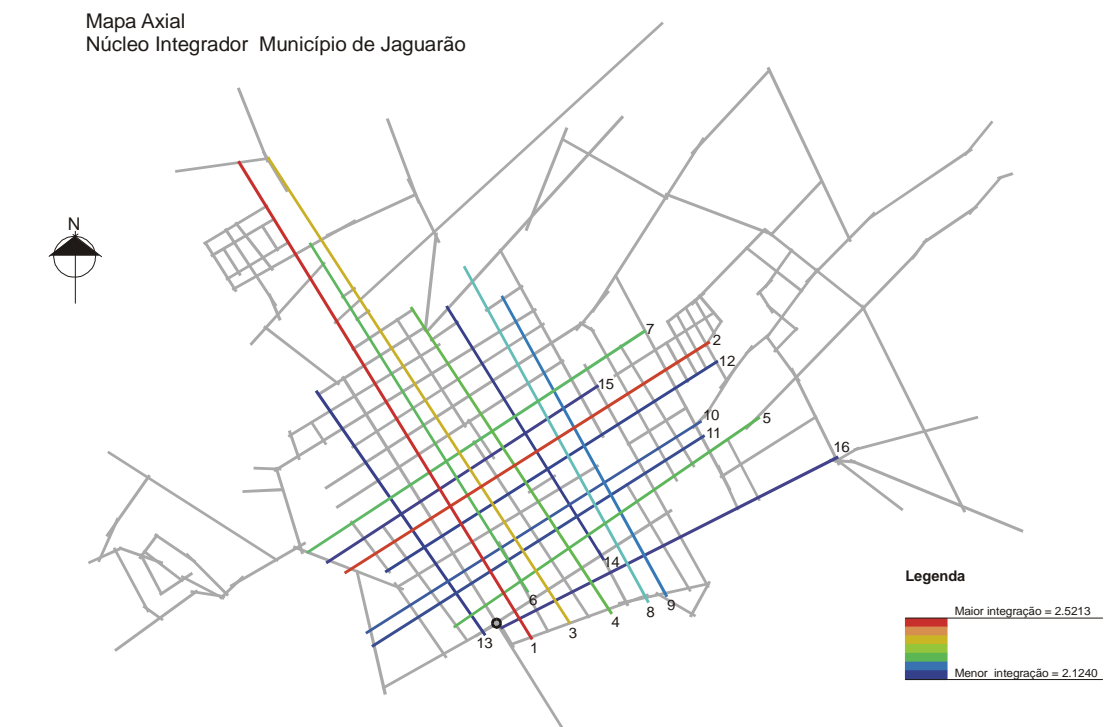 Mapa Axial
Núcleo Integrador Município de Jaguarão
N
7
2
12
15
10
5
11
16
14
6
8
9
4
3
13
1
Legenda
Maior integração = 2.5213
Menor integração = 2.1240